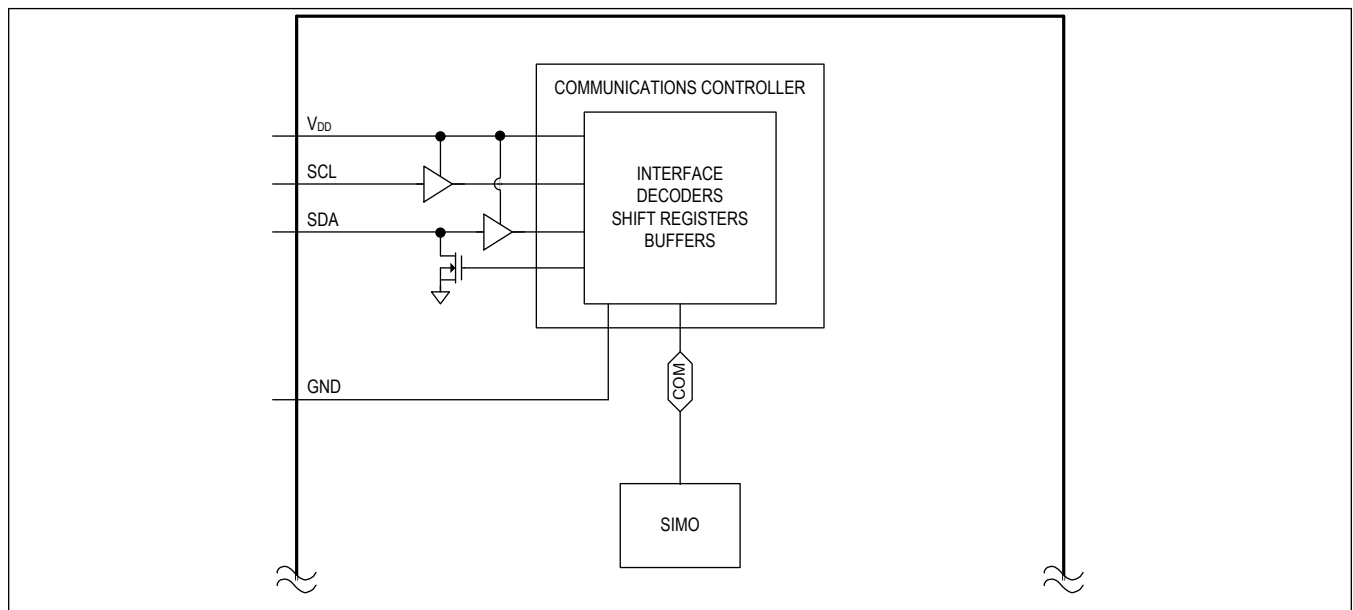 COMMUNICATIONS CONTROLLER
VDD
SCL
SDA
INTERFACE
DECODERS
SHIFT REGISTERS
BUFFERS
GND
COM
SIMO